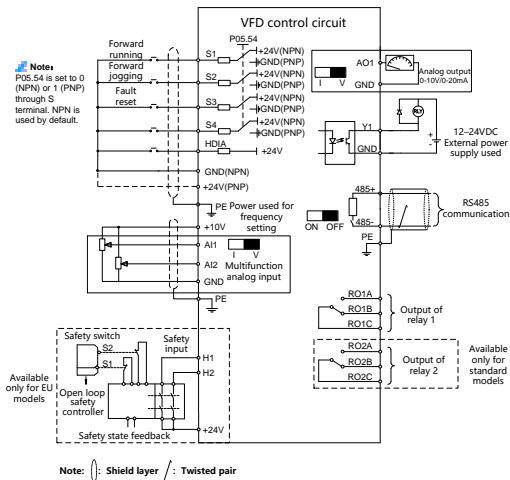 VFD control circuit
Note:
P05.54 is set to 0
(NPN) or 1 (PNP)
through S
terminal. NPN is
used by default.
Forward
running
Forward
jogging
Fault
reset
S1
S2
S3
S4
HDIA
P05.54
+24V(NPN)
GND(PNP)
+24V(NPN)
GND(PNP)
+24V(NPN)
GND(PNP)
+24V(NPN)
GND(PNP)
+24V
GND(NPN)
+24V(PNP)
PE
Power used for
frequency
setting
+10V
AI1
AI2
GND
I V
Multifunction
analog input
PE
AO1
I V
GND
Analog output
0-10V/0-20mA
RLY
Y1
GND
+
-
12–24VDC
External power
supply used
485+
485-
ON OFF
PE
RS485
communication
RO1A
RO1B
RO1C
Output of
relay 1
RO2A
RO2B
RO2C
Output of
relay 2
Available
only for
standard
models
Safety switch
S2
S1
Safety
input
H1
H2
+24V
Available
only for EU
models
Open loop
safety
controller
Safety state feedback
Note: (): Shield layer /: Twisted pair